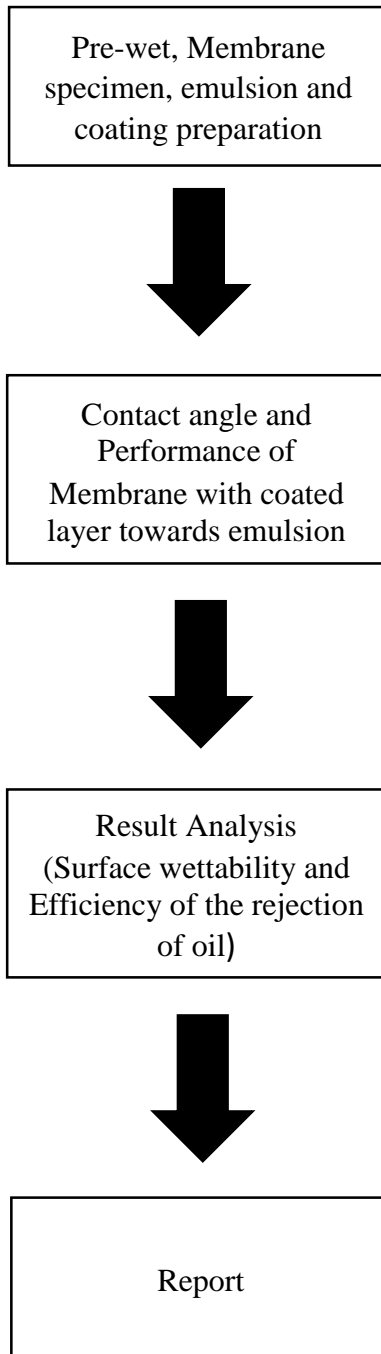 Pre-wet, Membrane
specimen, emulsion and
coating preparation
Contact angle and
Performance of
Membrane with coated
layer towards emulsion
Result Analysis
(Surface wettability and
Efficiency of the rejection
of oil)
Report